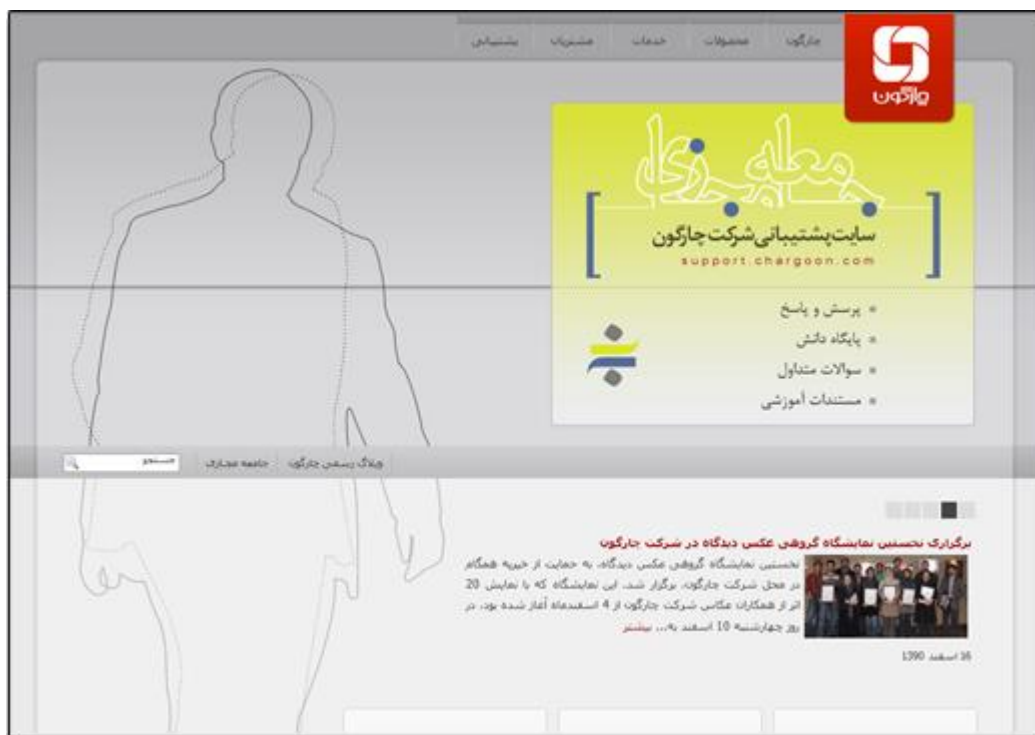 چارگون
محصولات
خدمات
مشتریان
پشتیبانی
چارگون
سایت پشتیبانی شرکت چارگون
support.chargoon.com
پرسش و پاسخ
پایگاه دانش
سوالات متداول
مستندات آموزشی
وبلاگ رسمی چارگون
جامعه مجازی
جستجو
برگزاری نخستین نمایشگاه گروهی عکس دیدگاه در شرکت چارگون
نخستین نمایشگاه گروهی عکس دیدگاه، به حمایت از خیریه همگام
در محل شرکت چارگون، برگزار شد. این نمایشگاه که با نمایش 20
اثر از همکاران عکاس شرکت چارگون از 4 اسفندماه آغاز شده بود، در
روز چهارشنبه 10 اسفند به... بیشتر
16 اسفند 1390